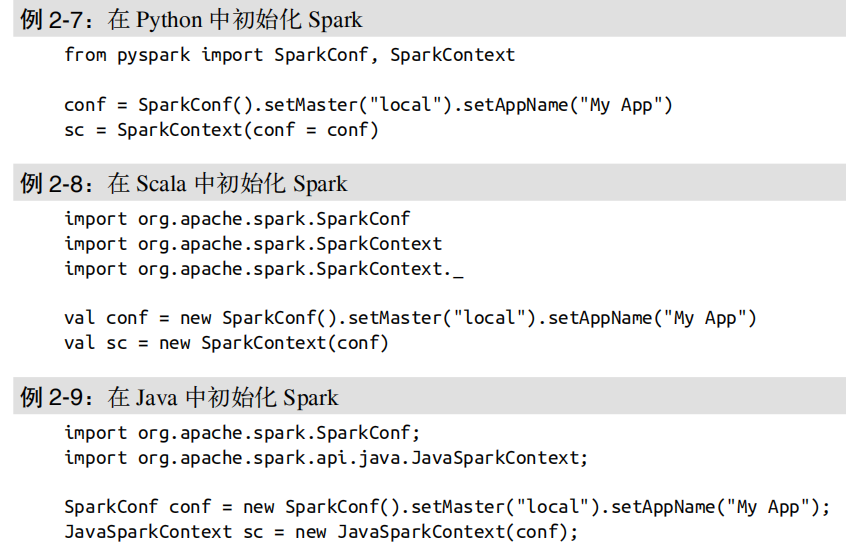 例 2-7：在 Python 中初始化 Spark
from pyspark import SparkConf, SparkContext
conf = SparkConf().setMaster("local").setAppName("My App")
sc = SparkContext(conf = conf)
例 2-8：在 Scala 中初始化 Spark
import org.apache.spark.SparkConf
import org.apache.spark.SparkContext
import org.apache.spark.SparkContext._
val conf = new SparkConf().setMaster("local").setAppName("My App")
val sc = new SparkContext(conf)
例 2-9：在 Java 中初始化 Spark
import org.apache.spark.SparkConf;
import org.apache.spark.api.java.JavaSparkContext;
SparkConf conf = new SparkConf().setMaster("local").setAppName("My App");
JavaSparkContext sc = new JavaSparkContext(conf);